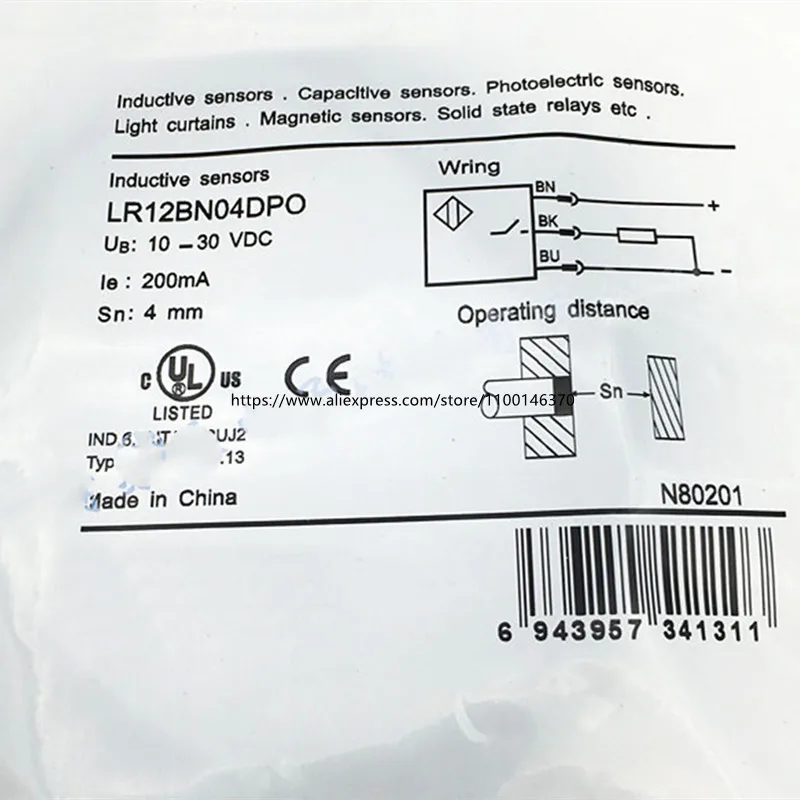 Inductive sensors . Capacitive sensors. Photoelectric sensors.
Light curtains . Magnetic sensors. Solid state relays etc .
Inductive sensors
LR12BN04DPO
UB: 10 – 30 VDC
Ie : 200mA
Sn: 4 mm
Wring
BN
+
BK
BU
−
Operating distance
Sn
C UL ® US
LISTED
CE
https://www.aliexpress.com/store/1100146370
IND.
Typ
.13
Made in China
N80201
6 943957 341311